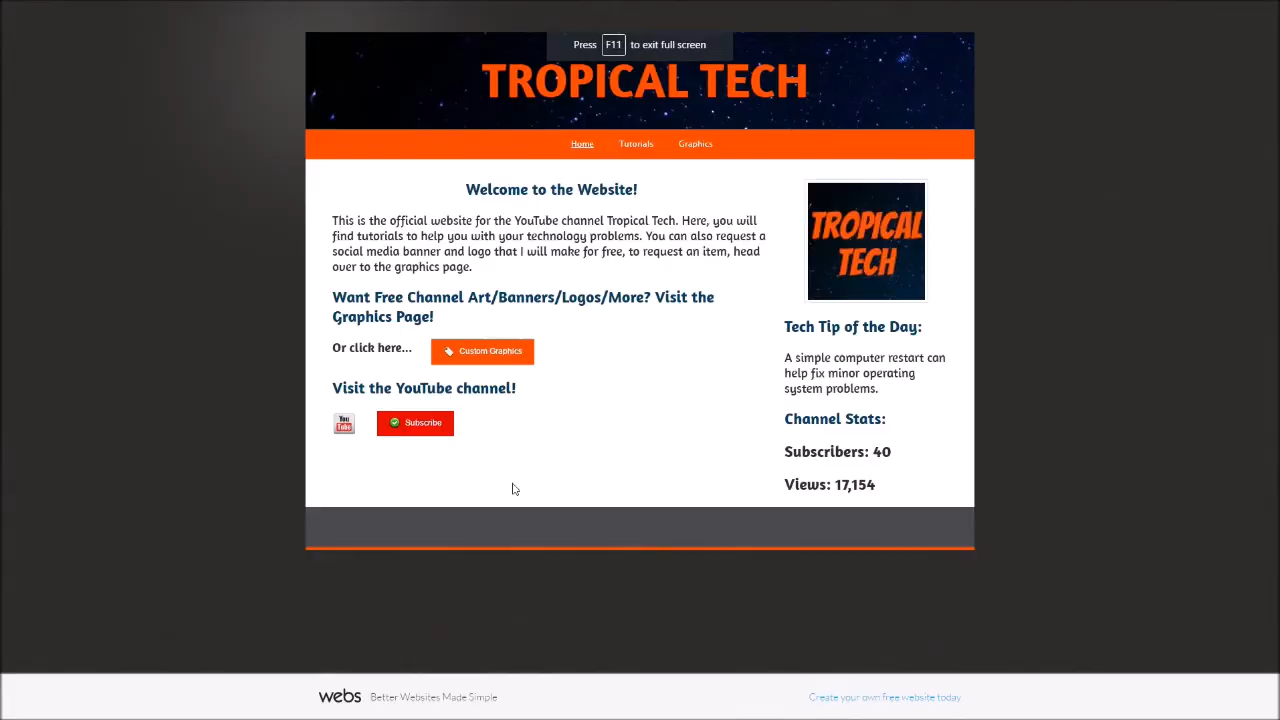 Press F11 to exit full screen
TROPICAL TECH
Home Tutorials Graphics
Welcome to the Website!
This is the official website for the YouTube channel Tropical Tech. Here, you will
find tutorials to help you with your technology problems. You can also request a
social media banner and logo that I will make for free, to request an item, head
over to the graphics page.
Want Free Channel Art/Banners/Logos/More? Visit the
Graphics Page!
Or click here... Custom Graphics
Visit the YouTube channel!
You
Tube
Subscribe
TROPICAL
TECH
Tech Tip of the Day:
A simple computer restart can
help fix minor operating
system problems.
Channel Stats:
Subscribers: 40
Views: 17,154
webs Better Websites Made Simple
Create your own free website today